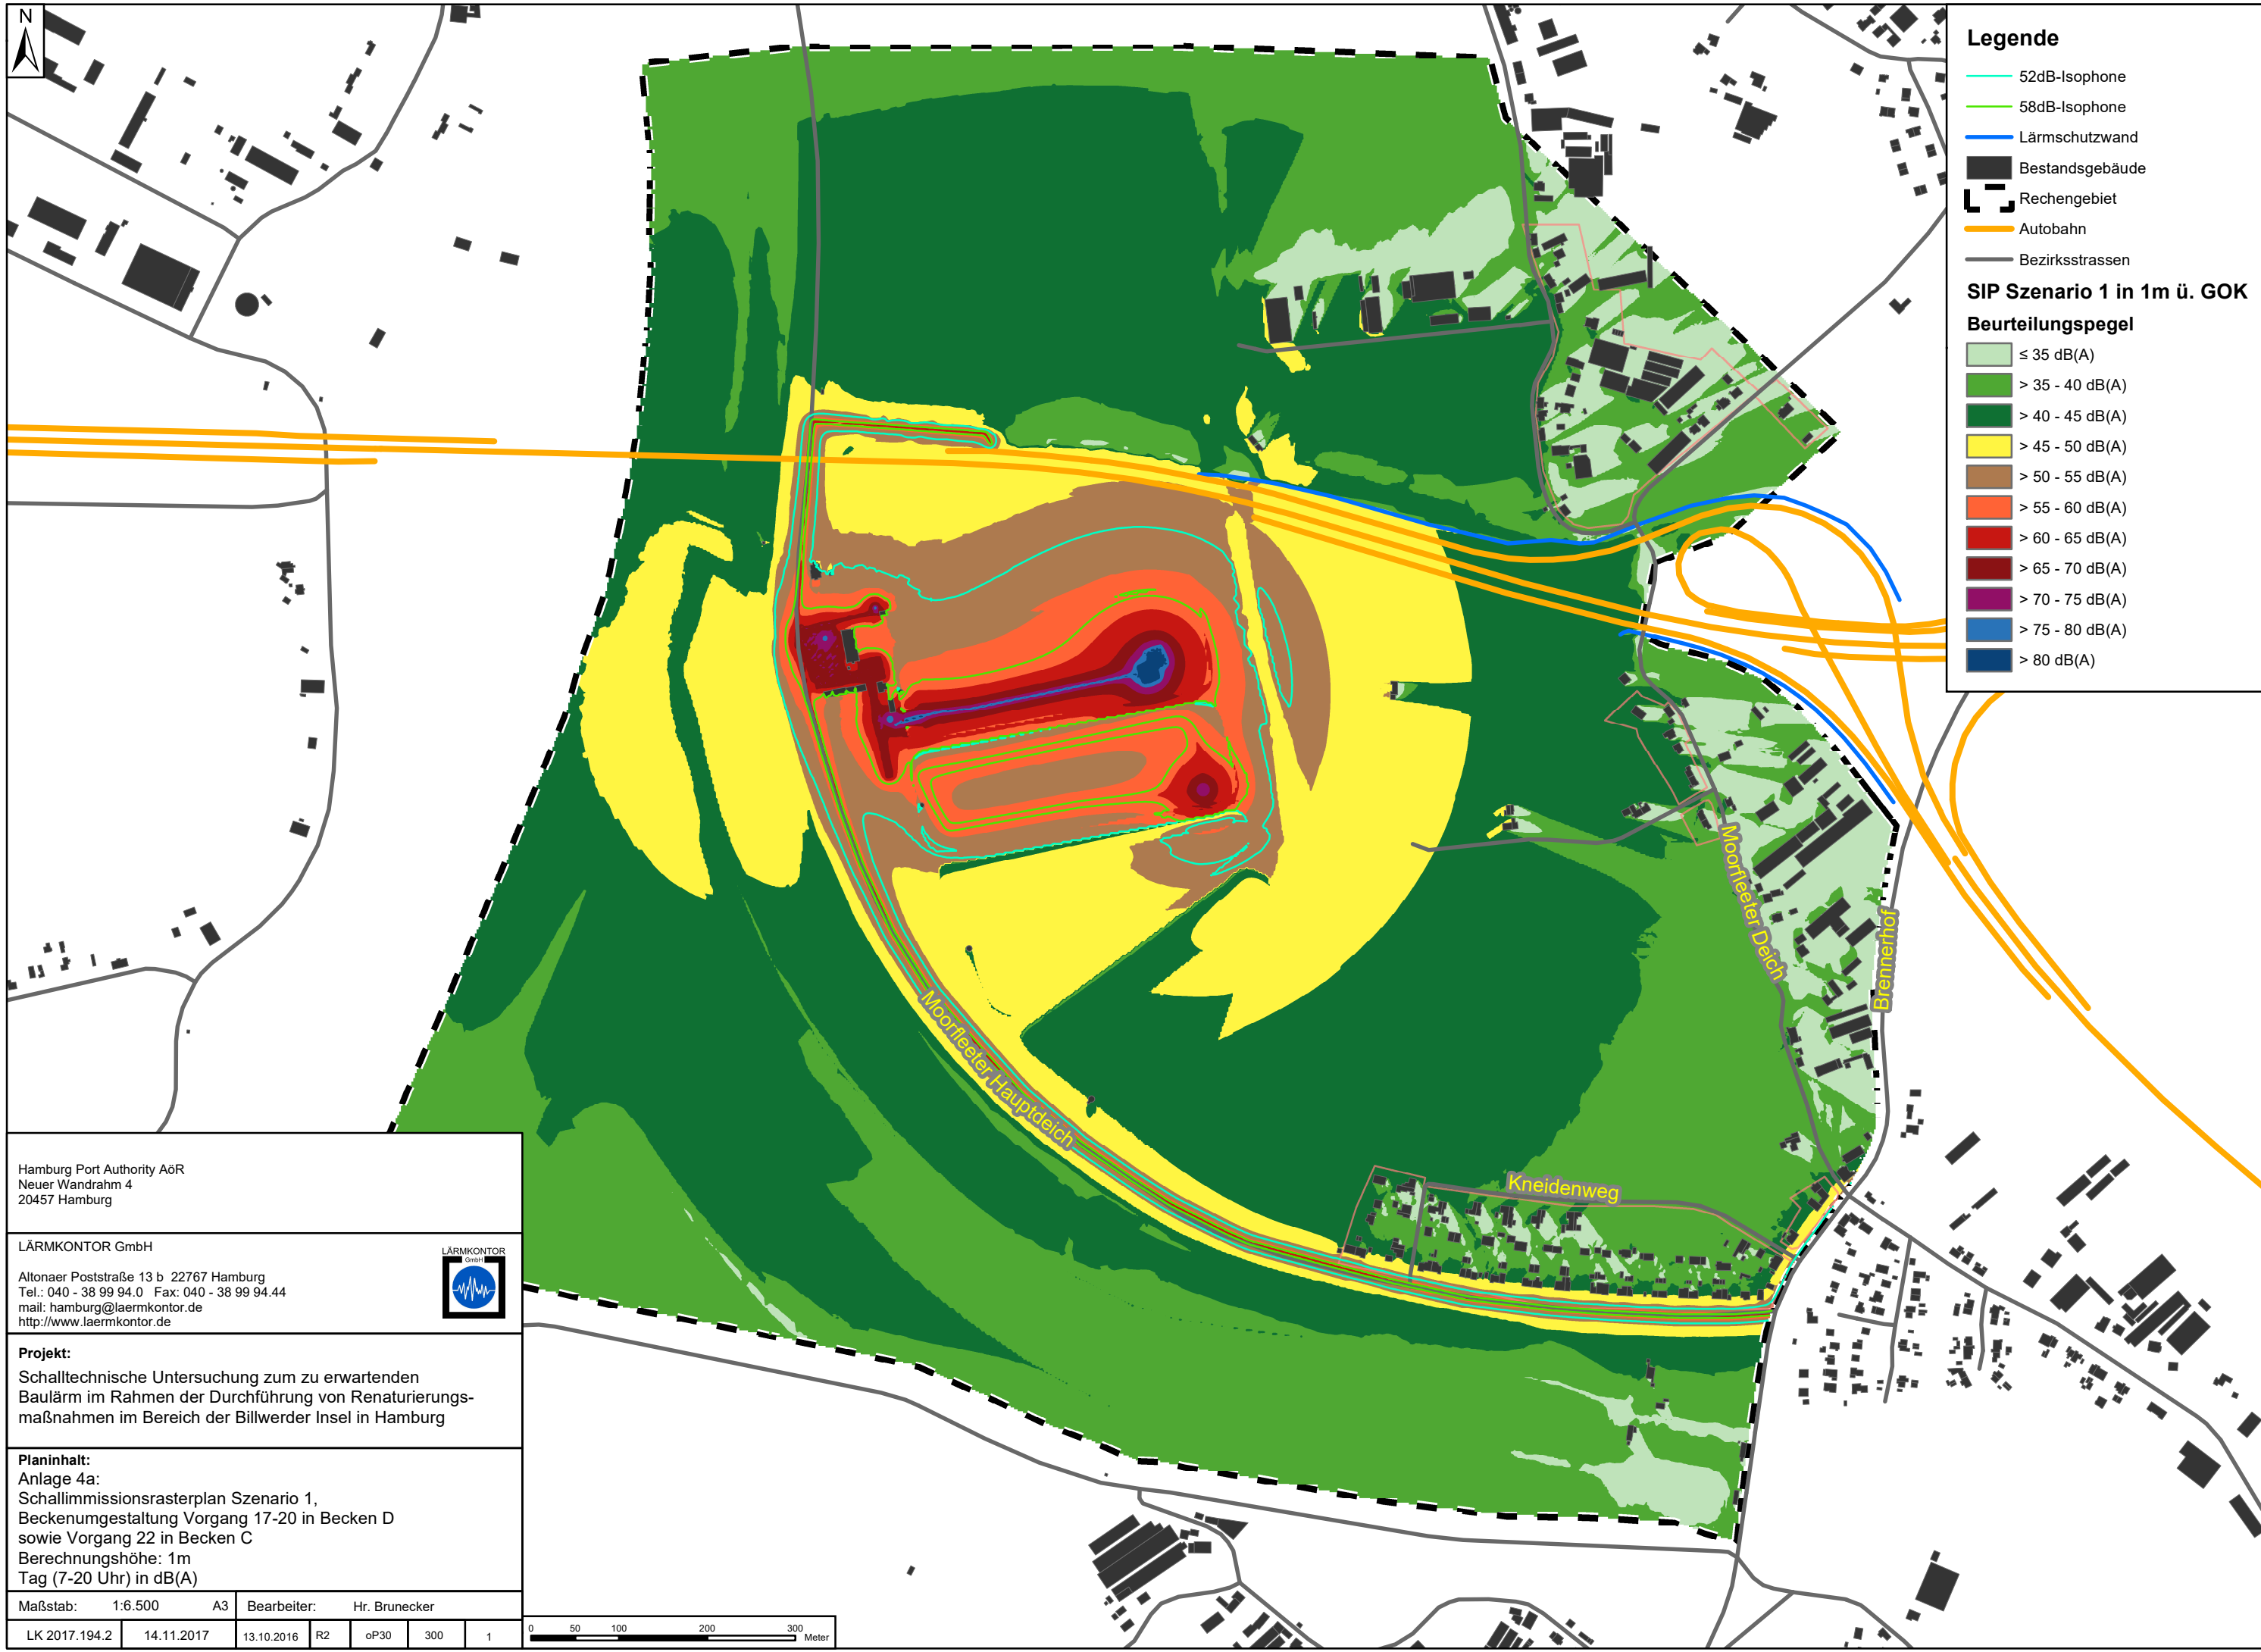 N
Legende
52dB-Isophone
58dB-Isophone
Lärmschutzwand
Bestandsgebäude
Rechengebiet
Autobahn
Bezirksstrassen
SIP Szenario 1 in 1m ü. GOK
Beurteilungspegel
≤ 35 dB(A)
> 35 - 40 dB(A)
> 40 - 45 dB(A)
> 45 - 50 dB(A)
> 50 - 55 dB(A)
> 55 - 60 dB(A)
> 60 - 65 dB(A)
> 65 - 70 dB(A)
> 70 - 75 dB(A)
> 75 - 80 dB(A)
> 80 dB(A)
Moorfleeter Deich
Brennerhof
Moorfleeter Hauptdeich
Kneidenweg
Hamburg Port Authority AöR
Neuer Wandrahm 4
20457 Hamburg
LÄRMKONTOR GmbH
Altonaer Poststraße 13 b 22767 Hamburg
Tel.: 040 - 38 99 94.0 Fax: 040 - 38 99 94.44
mail: hamburg@laermkontor.de
http://www.laermkontor.de
LÄRMKONTOR
GmbH
Projekt:
Schalltechnische Untersuchung zum zu erwartenden
Baulärm im Rahmen der Durchführung von Renaturierungs-
maßnahmen im Bereich der Billwerder Insel in Hamburg
Planinhalt:
Anlage 4a:
Schallimmissionsrasterplan Szenario 1,
Beckenumgestaltung Vorgang 17-20 in Becken D
sowie Vorgang 22 in Becken C
Berechnungshöhe: 1m
Tag (7-20 Uhr) in dB(A)
Maßstab: 1:6.500 A3 Bearbeiter: Hr. Brunecker
LK 2017.194.2 14.11.2017 13.10.2016 R2 oP30 300 1
0 50 100 200 300 Meter